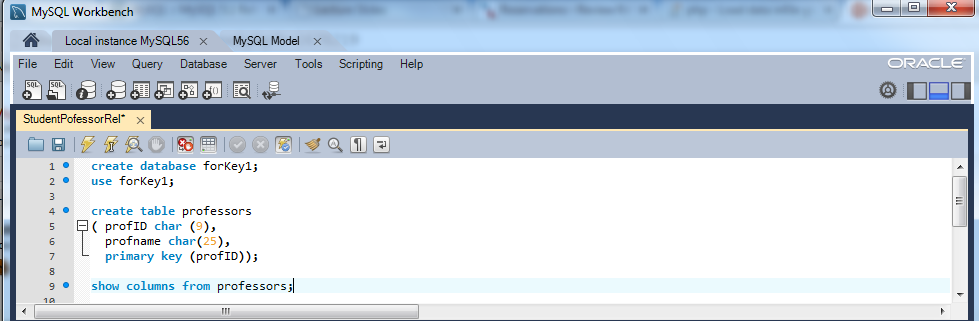 MySQL Workbench
Local instance MySQL56 × MySQL Model ×
File Edit View Query Database Server Tools Scripting Help ORACLE
StudentPofessorRel* ×
1 create database forKey1;
2 use forKey1;
3
4 create table professors
5 ( profID char (9),
6 profname char(25),
7 primary key (profID));
8
9 show columns from professors;
10